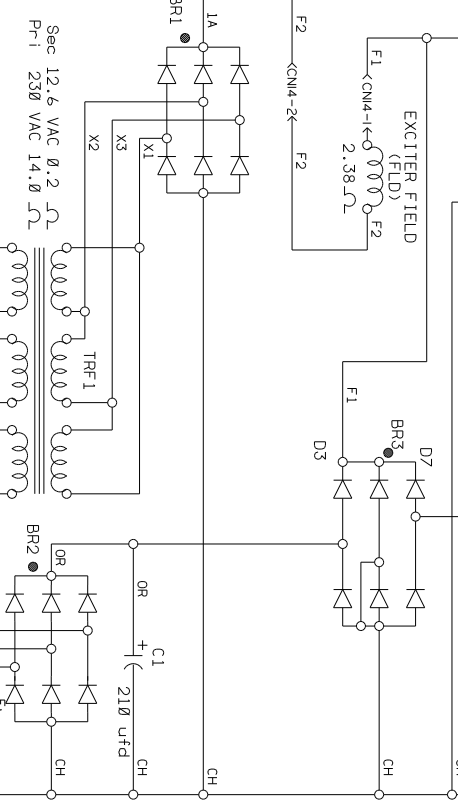 BR1
1A
F2
CN14-2
F2
F1
CN14-1
EXCITER FIELD
(FLD)
2.38
F2
Sec 12.6 VAC 0.2
Pri 230 VAC 14.0
X2
X3
X1
TRF1
F1
BR3
D7
D3
BR2
OR
OR
C1
+
210 ufd
CH
CH
CH
CH